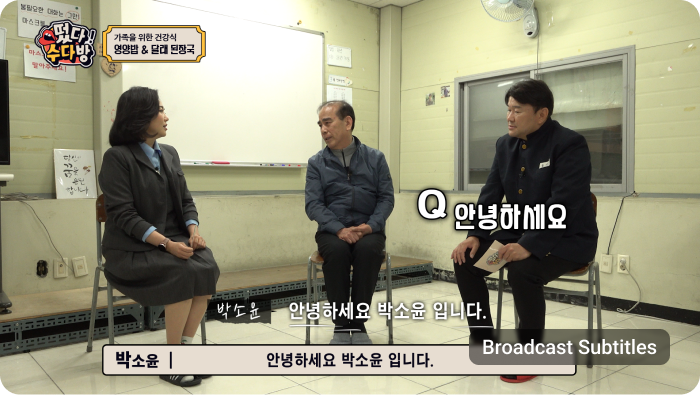 떴다!
수다방
가족을 위한 건강식
영양밥 & 달래 된장국
Q 안녕하세요
박소윤 안녕하세요 박소윤 입니다.
Broadcast Subtitles
박소윤 | 안녕하세요 박소윤 입니다.